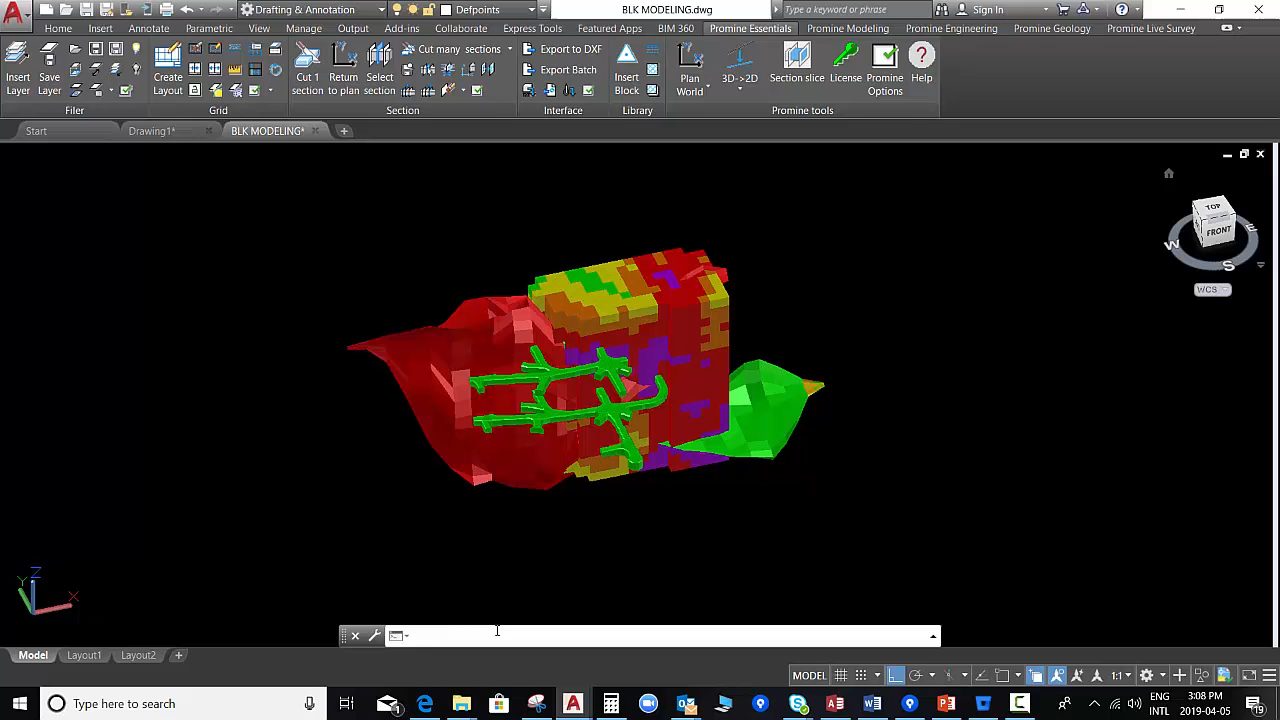 Drafting & Annotation
Defpoints
BLK MODELING.dwg
Type a keyword or phrase
Sign In
Home Insert Annotate Parametric View Manage Output Add-ins Collaborate Express Tools Featured Apps BIM 360 Promine Essentials Promine Modeling Promine Engineering Promine Geology Promine Live Survey
Insert Layer
Save Layer
Filer
Create Layout
Grid
Cut 1 section
Return to plan
Select section
Cut many sections
Section
Export to DXF
Export Batch
Interface
Insert Block
Library
Plan World
3D->2D
Section slice
License
Promine Options
Help
Promine tools
Start
Drawing1*
BLK MODELING*
TOP
FRONT
W
E
S
WCS
Z
Y
X
Model
Layout1
Layout2
MODEL
1:1
Type here to search
ENG
INTL
3:08 PM
2019-04-05
19